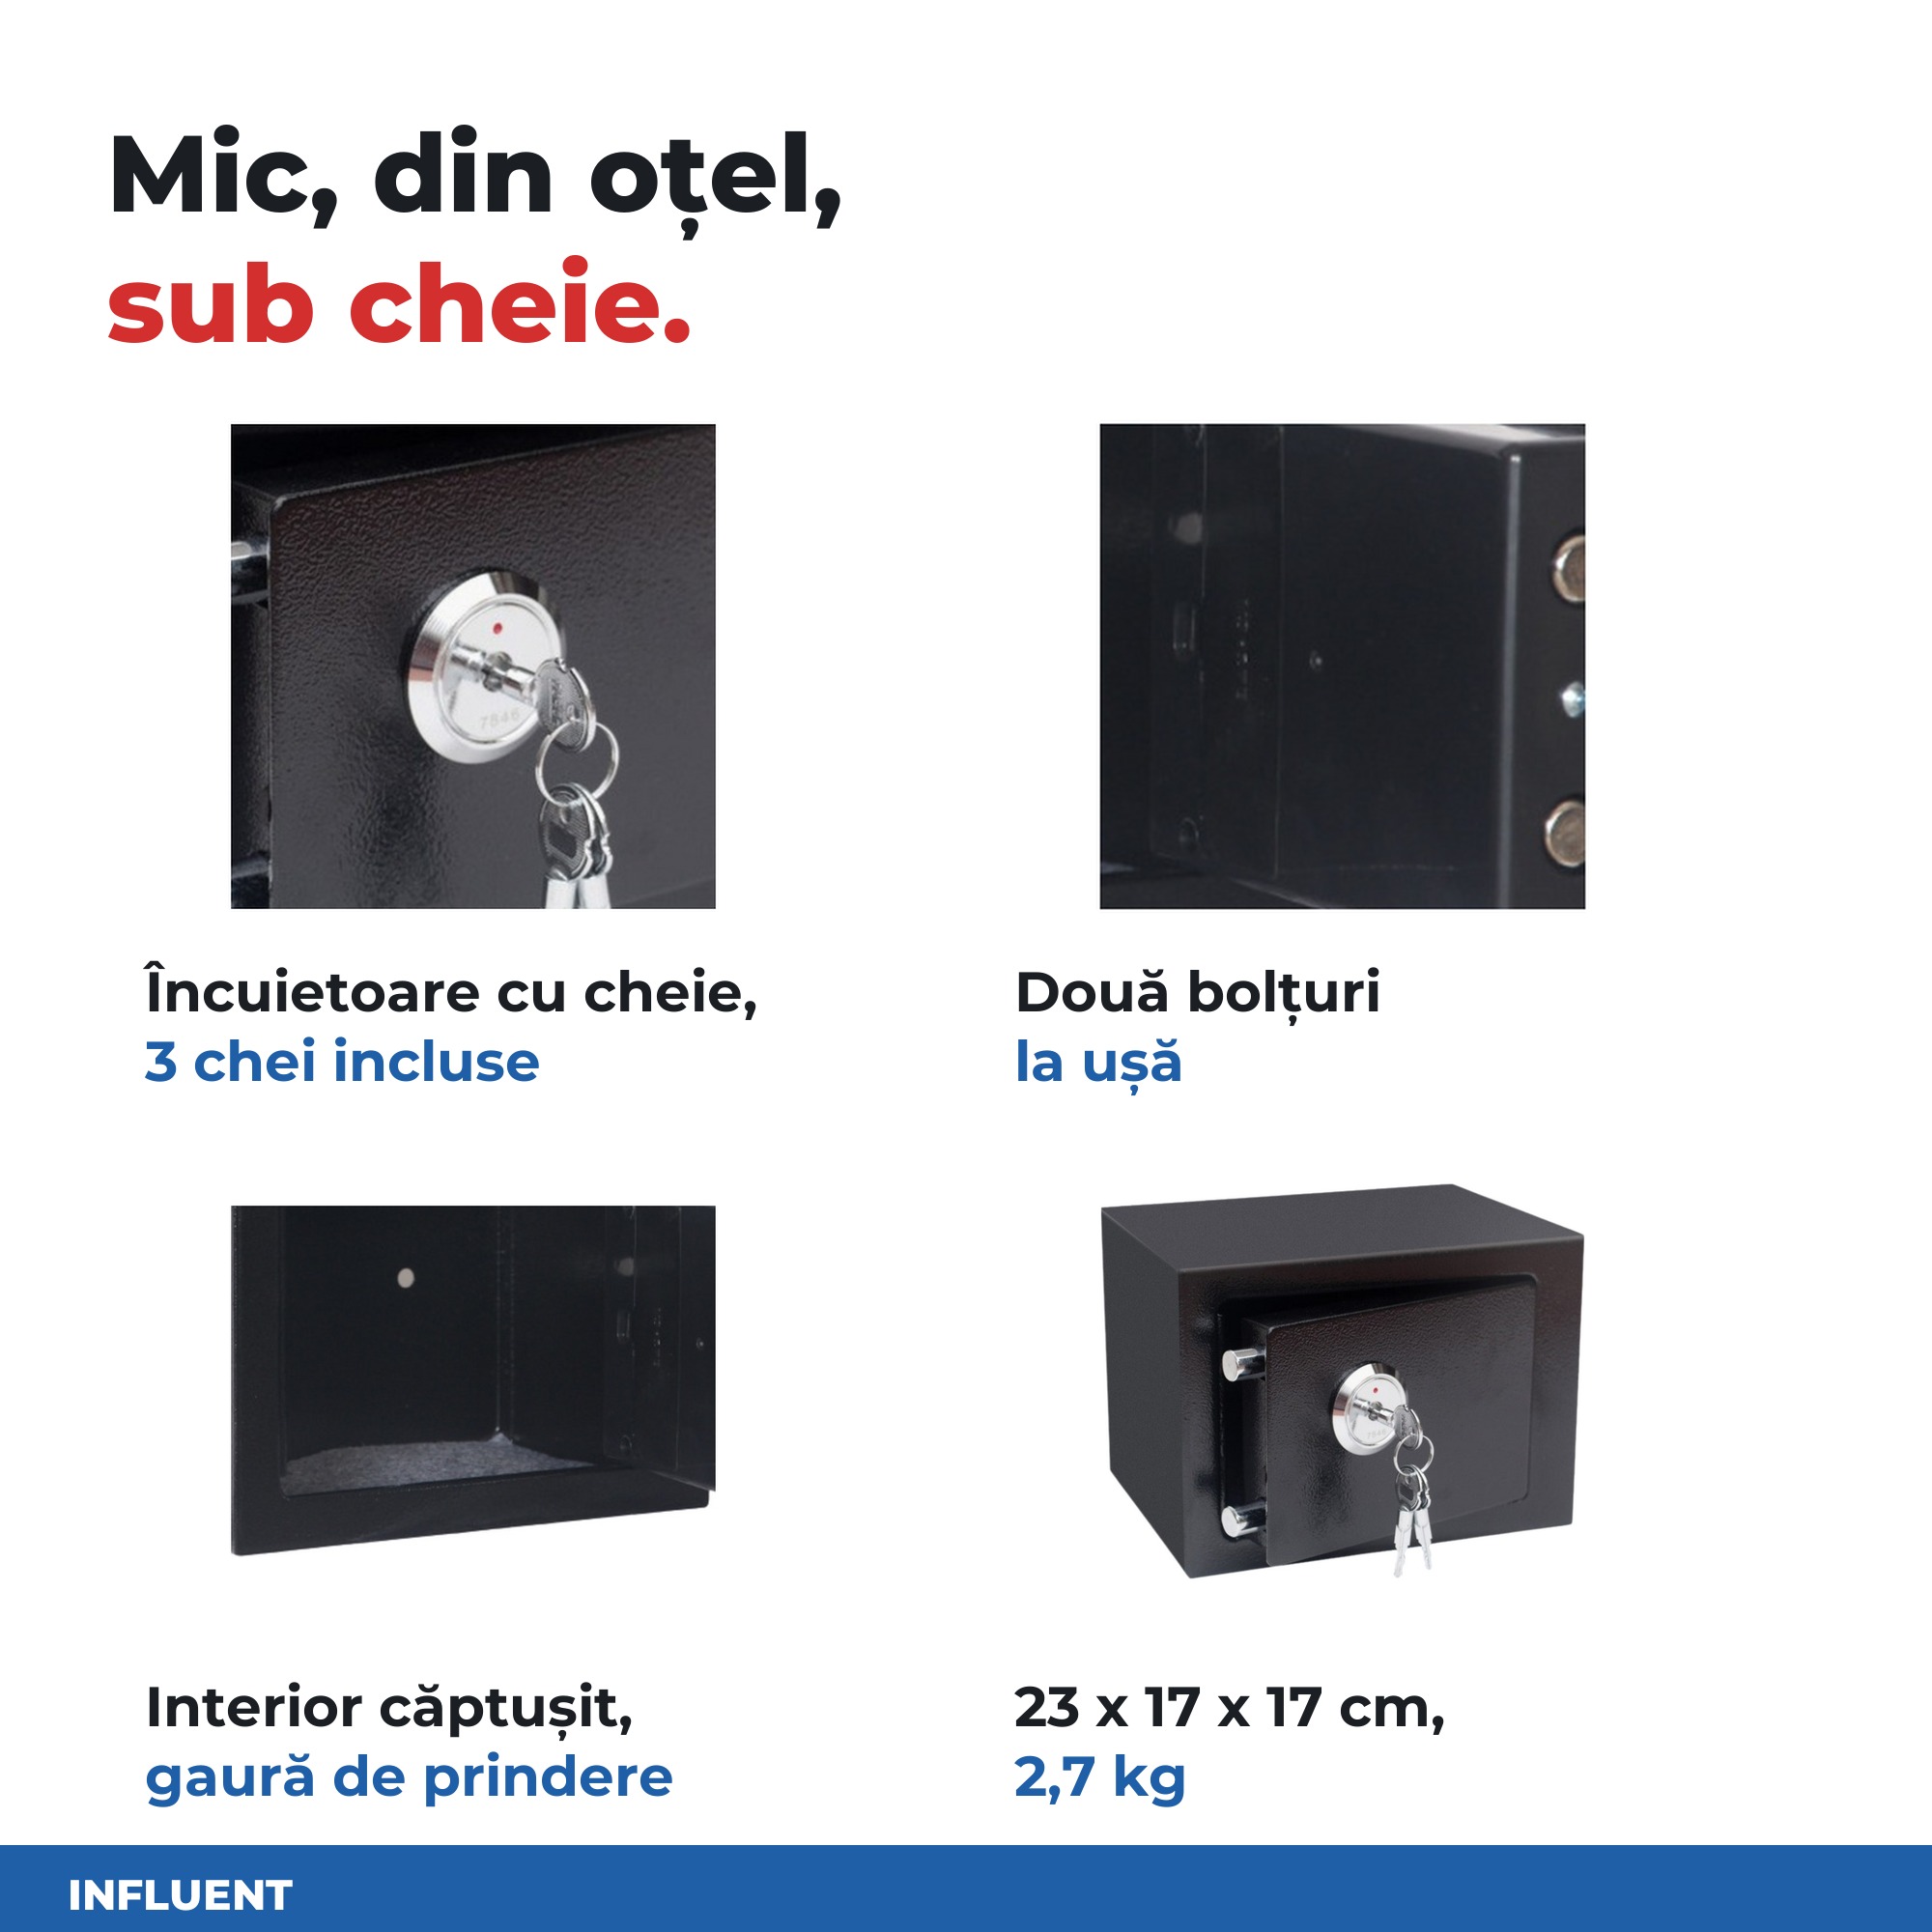 Mic, din oțel,
sub cheie.
7846
Încuietoare cu cheie,
3 chei incluse
Două bolțuri
la ușă
Interior căptușit,
gaură de prindere
23 x 17 x 17 cm,
2,7 kg
INFLUENT